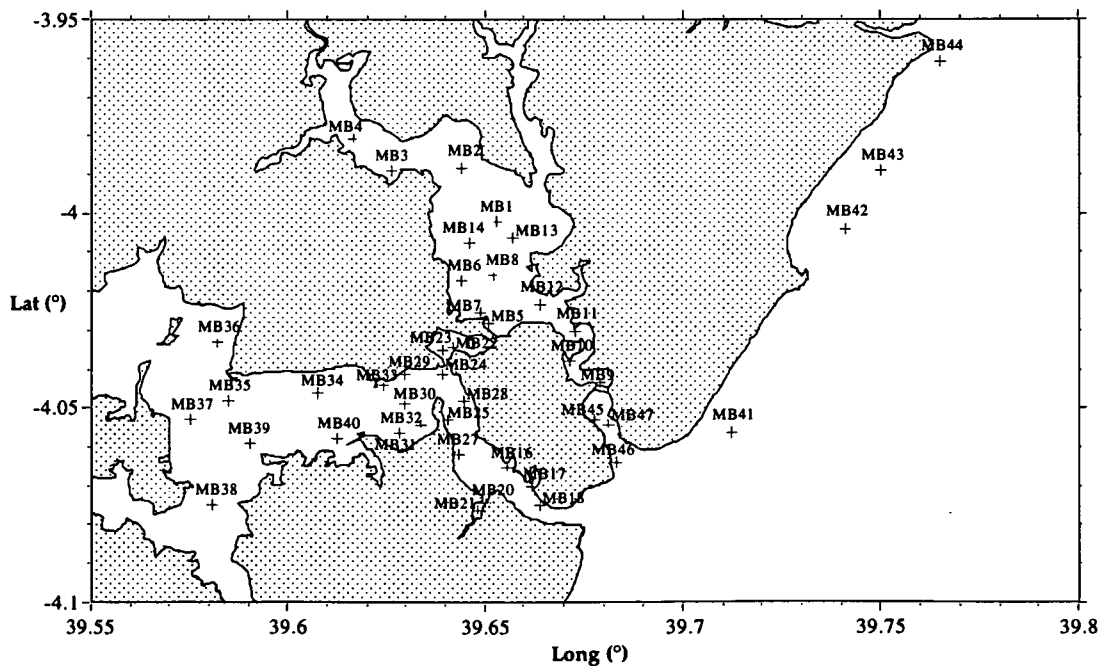 -3.95
MB44
MB4
MB3
MB2
MB43
MB1
-4
MB14
MB13
MB42
MB6
MB8
MB12
Lat (°)
MB7
MB5
MB11
MB36
MB23
MB22
MB10
MB29
MB24
MB33
MB9
MB34
MB35
MB30
MB28
-4.05
MB37
MB32
MB25
MB45
MB47
MB41
MB39
MB40
MB31
MB27
MB16
MB46
MB17
MB38
MB20
MB21
MB18
-4.1
39.55
39.6
39.65
39.7
39.75
39.8
Long (°)